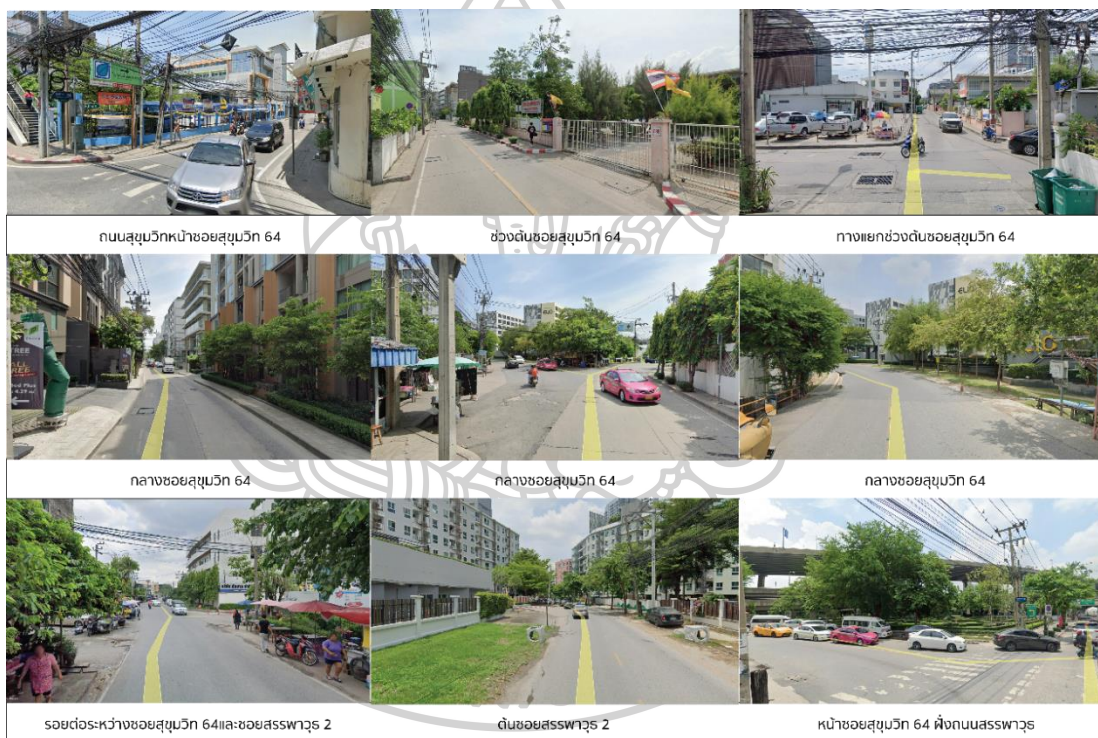 ถนนสุขุมวิทหน้าซอยสุขุมวิท 64
ช่วงต้นซอยสุขุมวิท 64
ทางแยกช่วงต้นซอยสุขุมวิท 64
TREE
กลางซอยสุขุมวิท 64
กลางซอยสุขุมวิท 64
กลางซอยสุขุมวิท 64
รอยต่อระหว่างซอยสุขุมวิท 64และซอยสรรพาวุธ 2
ต้นซอยสรรพาวุธ 2
หน้าซอยสุขุมวิท 64 ฝั่งถนนสรรพาวุธ